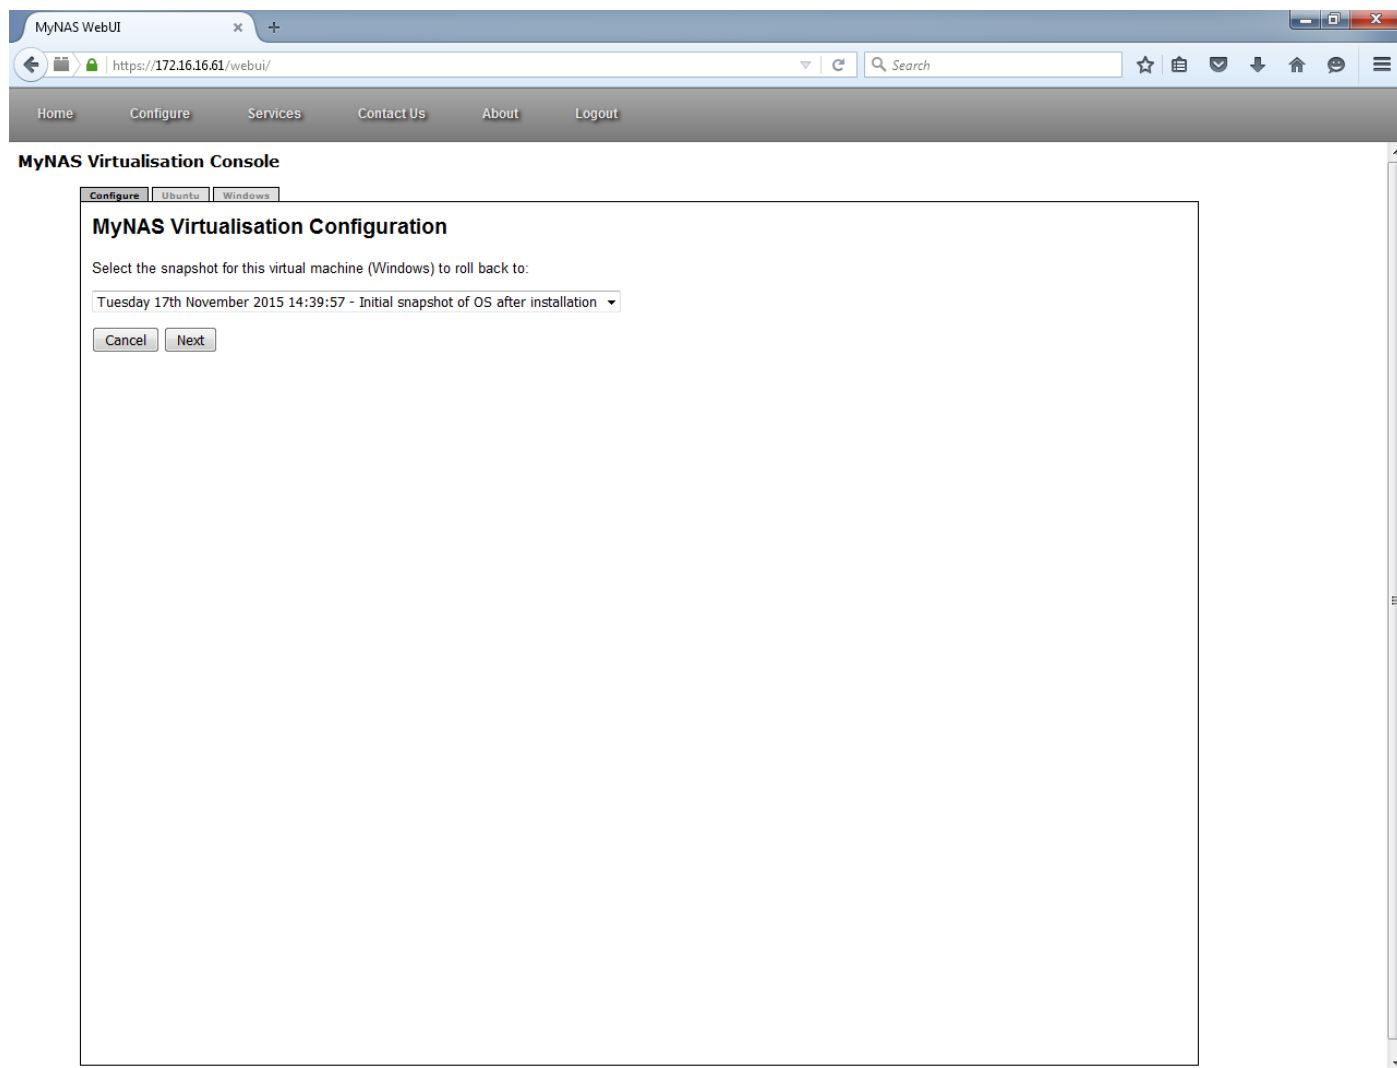 MyNAS WebUI
https://172.16.16.61/webui/
Search
Home Configure Services Contact Us About Logout
MyNAS Virtualisation Console
Configure Ubuntu Windows
MyNAS Virtualisation Configuration
Select the snapshot for this virtual machine (Windows) to roll back to:
Tuesday 17th November 2015 14:39:57 - Initial snapshot of OS after installation
Cancel Next